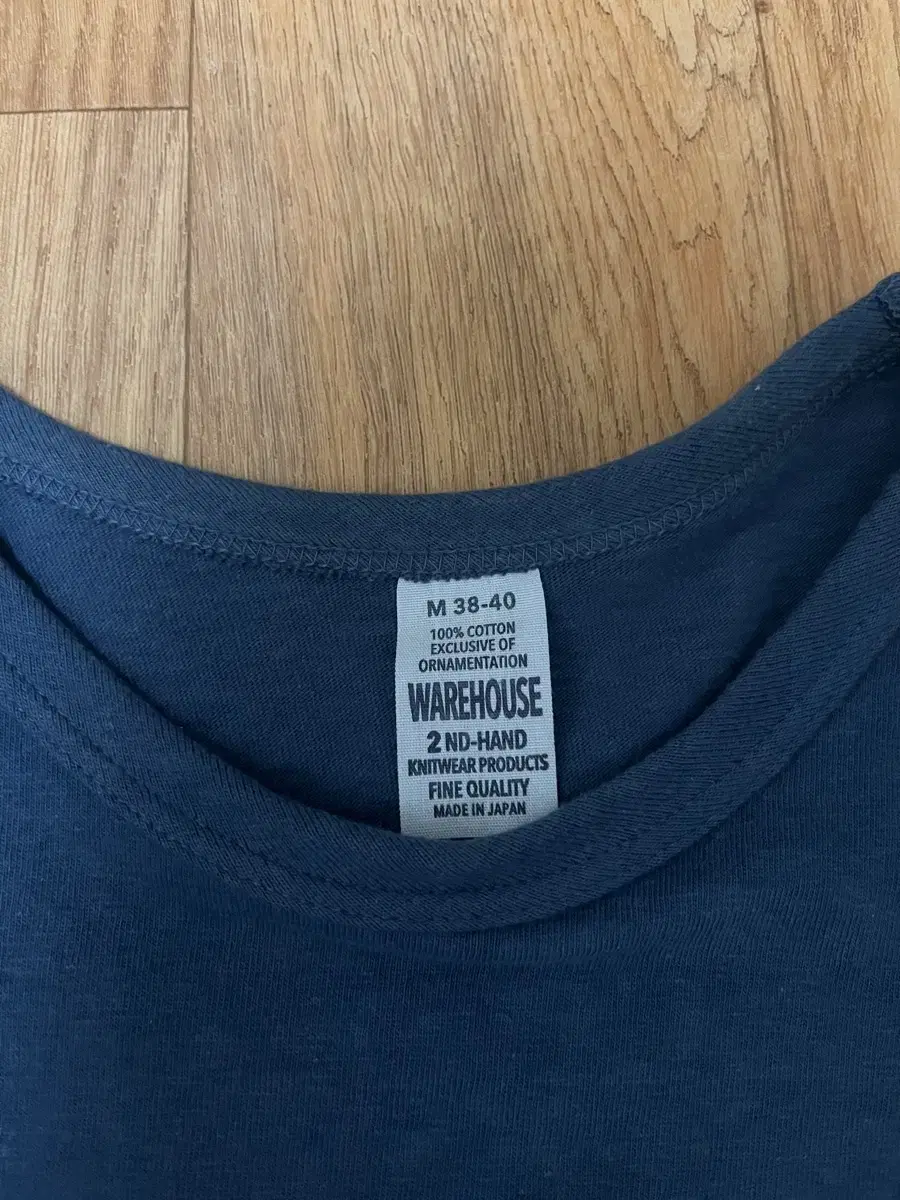 M 38-40
100% COTTON
EXCLUSIVE OF
ORNAMENTATION
WAREHOUSE
2 ND-HAND
KNITWEAR PRODUCTS
FINE QUALITY
MADE IN JAPAN